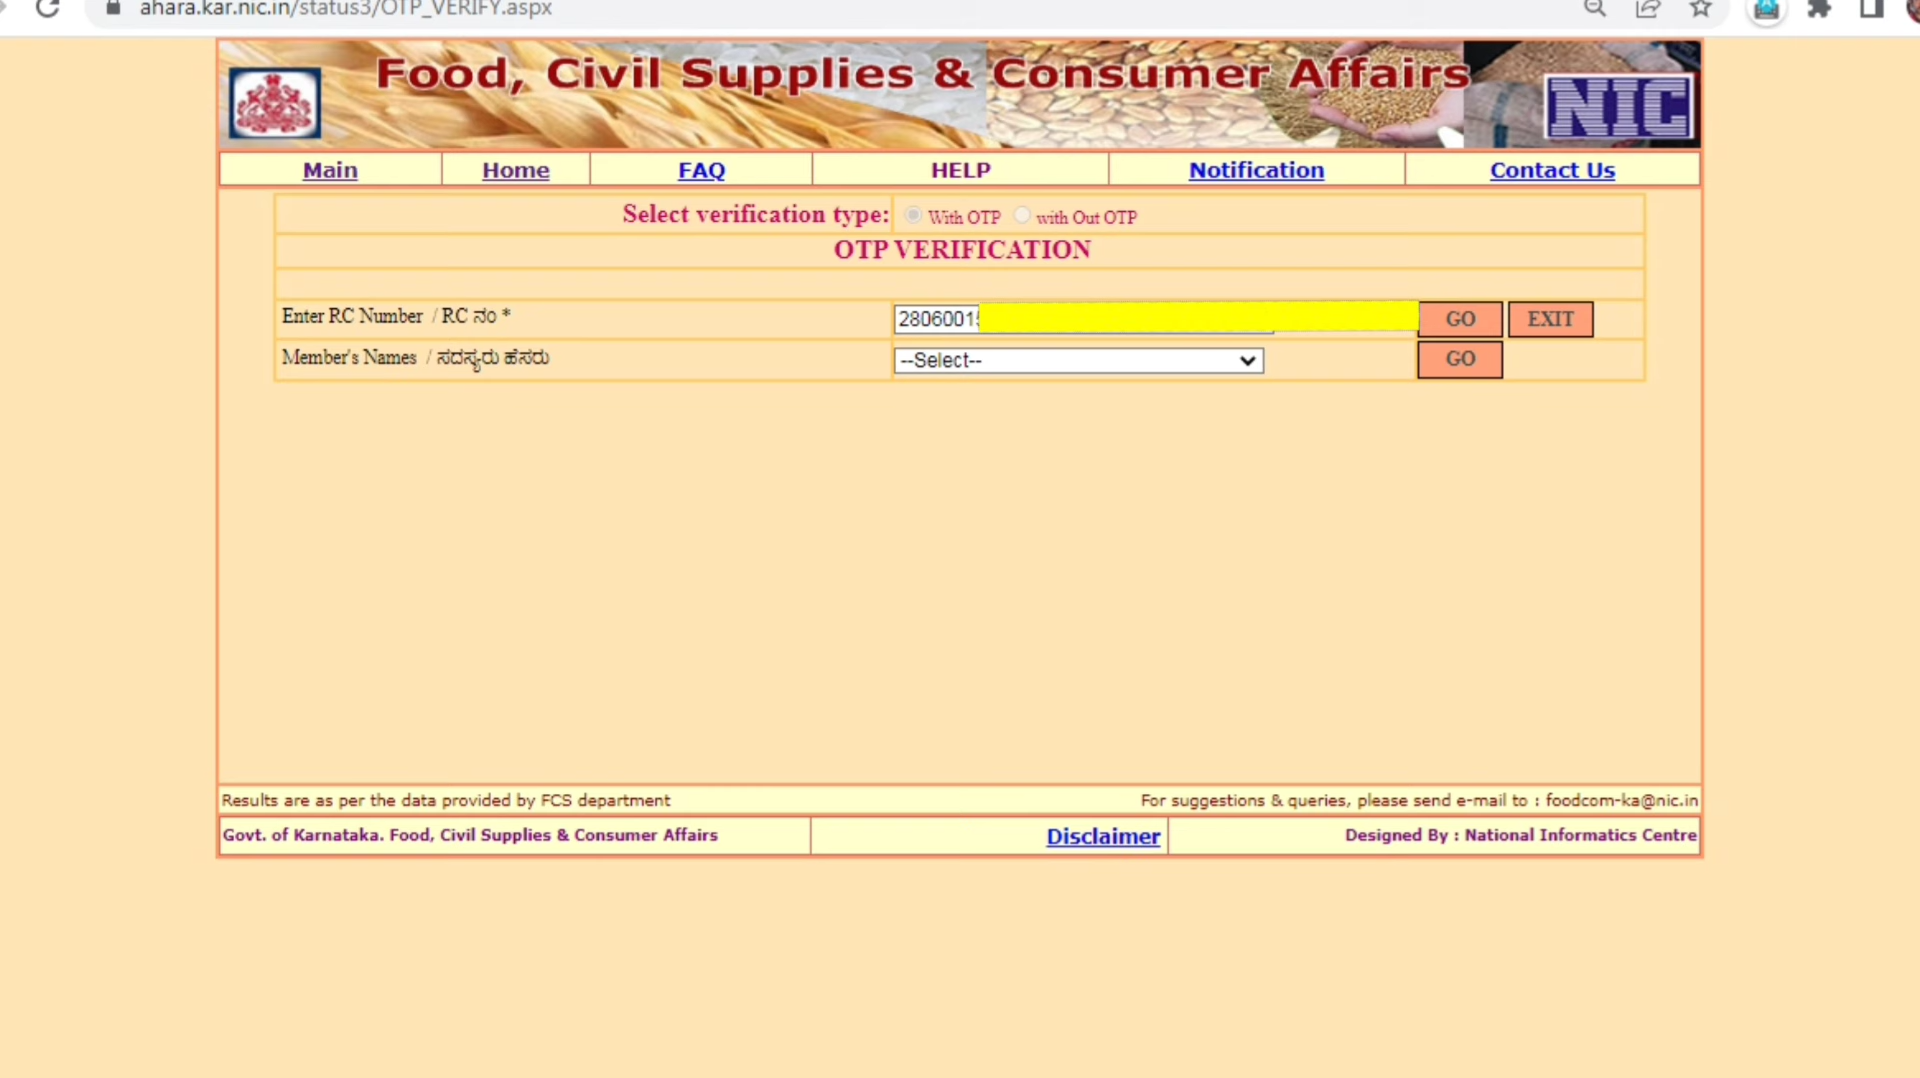 ahara.kar.nic.in/status3/OTP_VERIFY.aspx
Food, Civil Supplies & Consumer Affairs
NIC
Main Home FAQ HELP Notification Contact Us
Select verification type: With OTP with Out OTP
OTP VERIFICATION
Enter RC Number / RC ನಂ * 2806001 GO EXIT
Member's Names / ಸದಸ್ಯರು ಹೆಸರು --Select-- GO
Results are as per the data provided by FCS department For suggestions & queries, please send e-mail to : foodcom-ka@nic.in
Govt. of Karnataka. Food, Civil Supplies & Consumer Affairs Disclaimer Designed By : National Informatics Centre